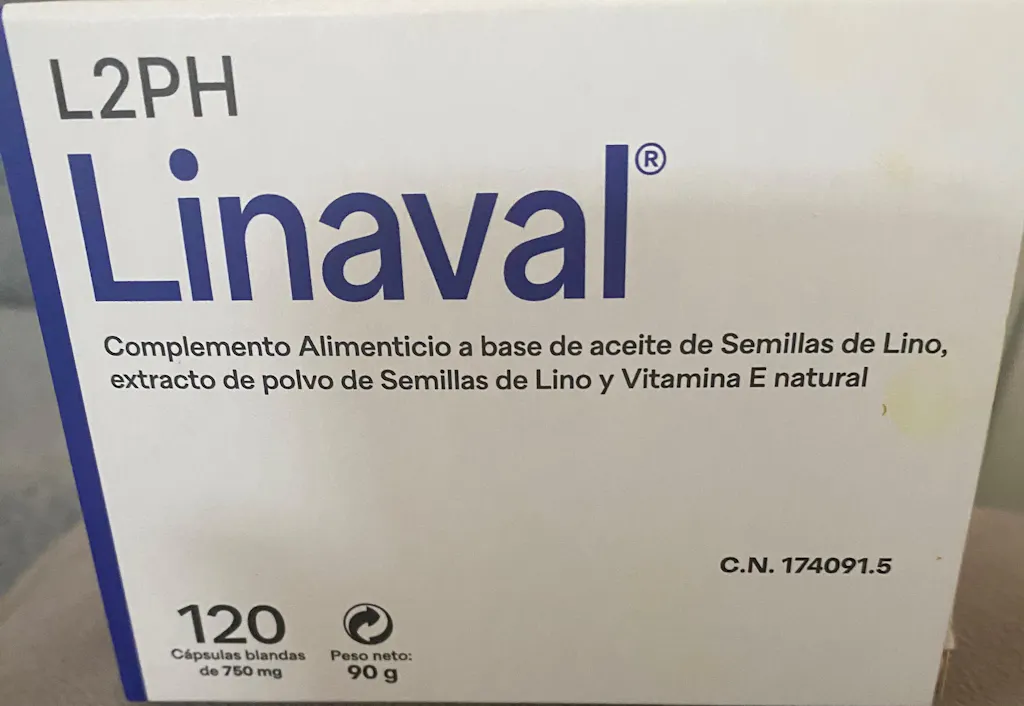 L2PH
Linaval®
Complemento Alimenticio a base de aceite de Semillas de Lino,
extracto de polvo de Semillas de Lino y Vitamina E natural
C.N. 174091.5
120
Cápsulas blandas
de 750 mg
Peso neto:
90 g